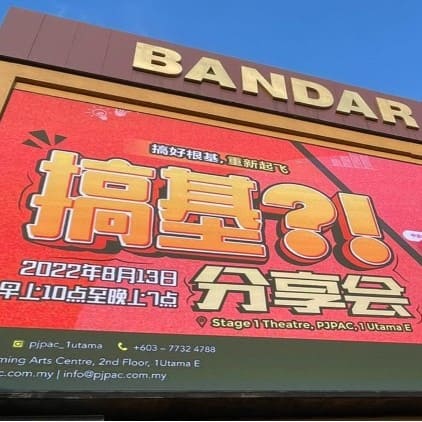 BANDAR
搞好根基,重新起飞
搞基?!
2022年8月13日
早上10点至晚上7点
分享会
Stage 1 Theatre, PJPAC, 1 Utama E
pjpac_1utama +603 – 7732 4788
ming Arts Centre, 2nd Floor, 1Utama E
c.com.my | info@pjpac.com.my